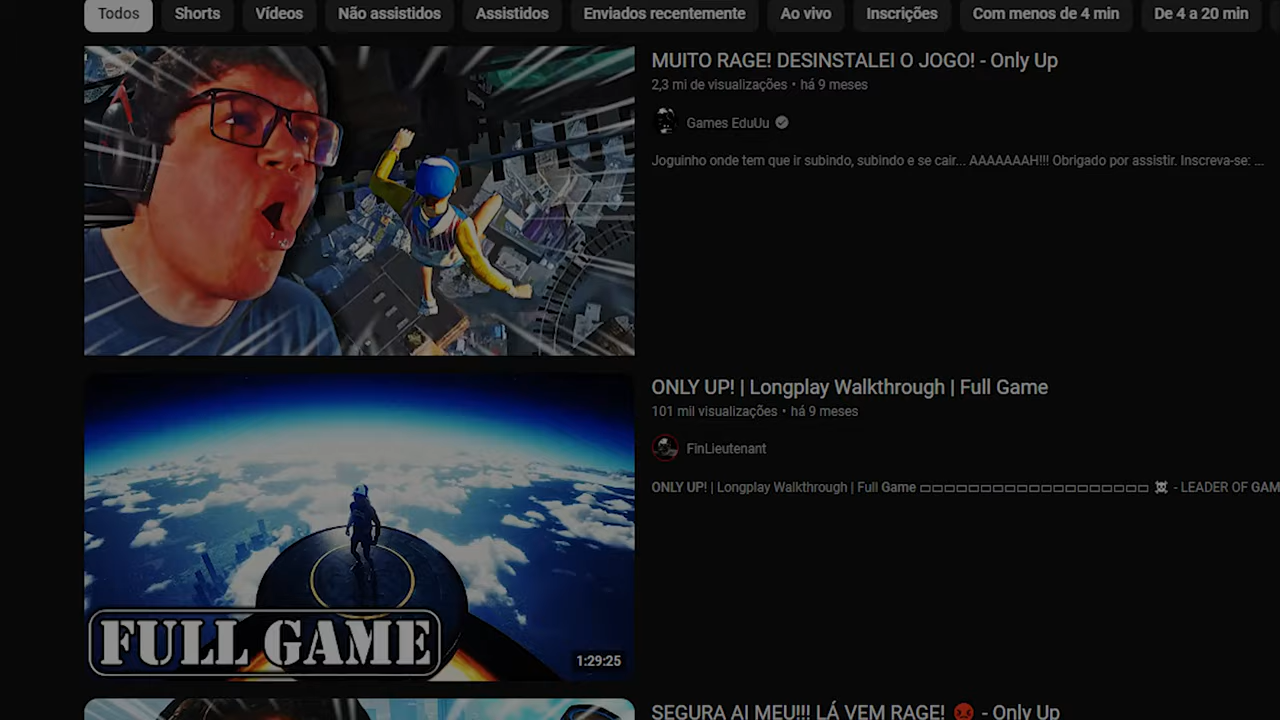 Todos Shorts Vídeos Não assistidos Assistidos Enviados recentemente Ao vivo Inscrições Com menos de 4 min De 4 a 20 min
MUITO RAGE! DESINSTALEI O JOGO! - Only Up
2,3 mi de visualizações • há 9 meses
Games EduUu
Joguinho onde tem que ir subindo, subindo e se cair... AAAAAAAH!!! Obrigado por assistir. Inscreva-se: ...
ONLY UP! | Longplay Walkthrough | Full Game
101 mil visualizações • há 9 meses
FinLieutenant
ONLY UP! | Longplay Walkthrough | Full Game ▭▭▭▭▭▭▭▭▭▭▭▭▭▭▭▭▭▭▭ ☠ - LEADER OF GAM
FULL GAME
1:29:25
SEGURA AI MEU!!! LÁ VEM RAGE! 😡 - Only Up